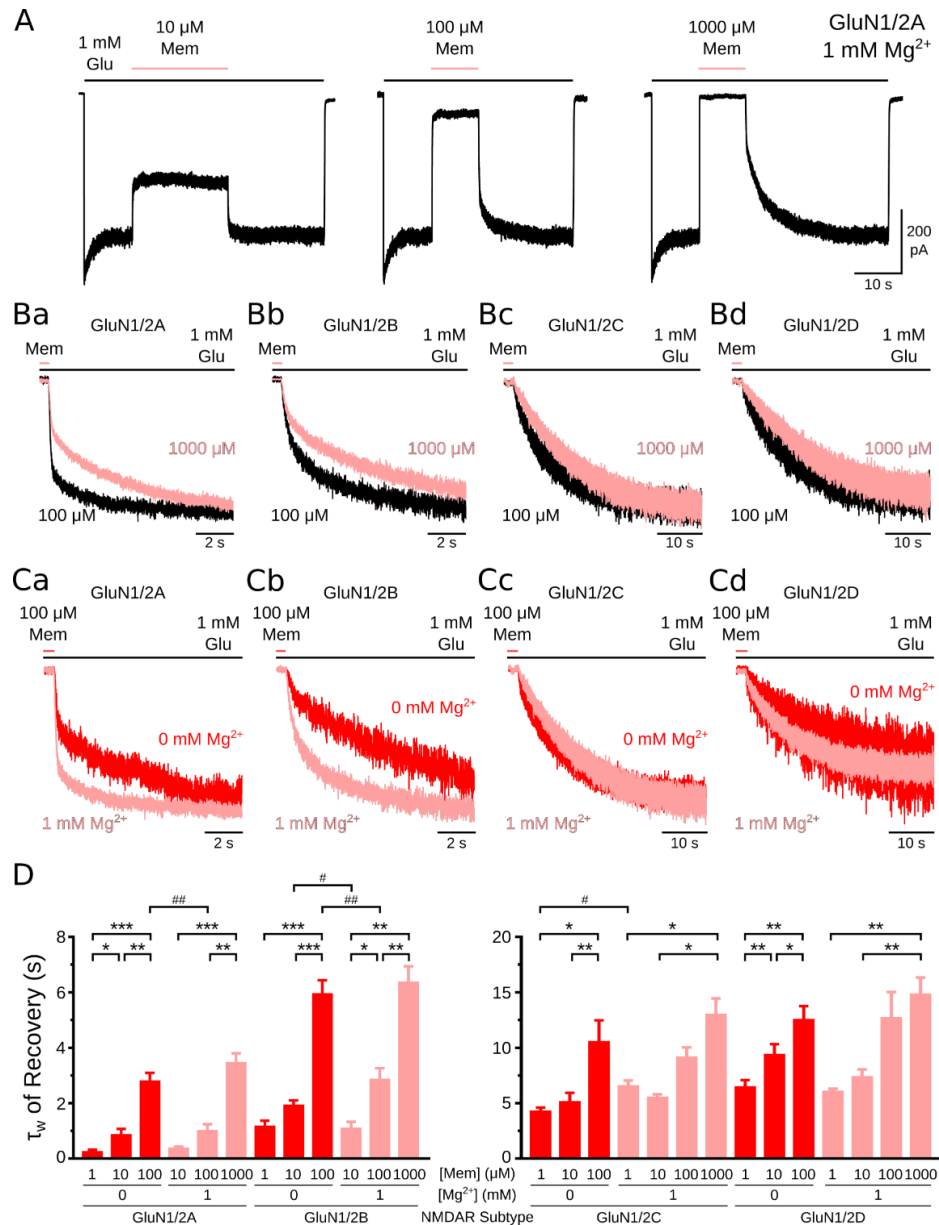 A
1 mM
Glu
10 µM
Mem
100 µM
Mem
1000 µM
Mem
GluN1/2A
1 mM Mg²⁺
200
pA
10 s
Ba
GluN1/2A
Mem
1 mM
Glu
1000 µM
100 µM
2 s
Bb
GluN1/2B
Mem
1 mM
Glu
1000 µM
100 µM
2 s
Bc
GluN1/2C
Mem
1 mM
Glu
1000 µM
100 µM
10 s
Bd
GluN1/2D
Mem
1 mM
Glu
1000 µM
100 µM
10 s
Ca
GluN1/2A
100 µM
Mem
1 mM
Glu
0 mM Mg²⁺
1 mM Mg²⁺
2 s
Cb
GluN1/2B
100 µM
Mem
1 mM
Glu
0 mM Mg²⁺
1 mM Mg²⁺
2 s
Cc
GluN1/2C
100 µM
Mem
1 mM
Glu
0 mM Mg²⁺
1 mM Mg²⁺
10 s
Cd
GluN1/2D
100 µM
Mem
1 mM
Glu
0 mM Mg²⁺
1 mM Mg²⁺
10 s
D
#
## ##
*** *** *** **
* ** ** *** * **
#
* * ** **
** * ** * **
τw of Recovery (s)
8
6
4
2
0
20
15
10
5
0
1 10 100 10 100 1000 1 10 100 10 100 1000 [Mem] (µM) 1 10 100 1 10 100 1000 1 10 100 1 10 100 1000
0 1 0 1 [Mg²⁺] (mM) 0 1 0 1
GluN1/2A GluN1/2B NMDAR Subtype GluN1/2C GluN1/2D